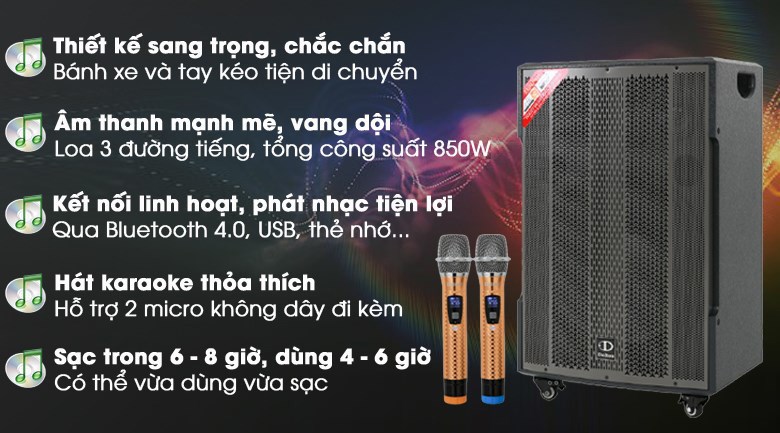 Thiết kế sang trọng, chắc chắn
Bánh xe và tay kéo tiện di chuyển
Âm thanh mạnh mẽ, vang dội
Loa 3 đường tiếng, tổng công suất 850W
Kết nối linh hoạt, phát nhạc tiện lợi
Qua Bluetooth 4.0, USB, thẻ nhớ...
Hát karaoke thỏa thích
Hỗ trợ 2 micro không dây đi kèm
Sạc trong 6 - 8 giờ, dùng 4 - 6 giờ
Có thể vừa dùng vừa sạc